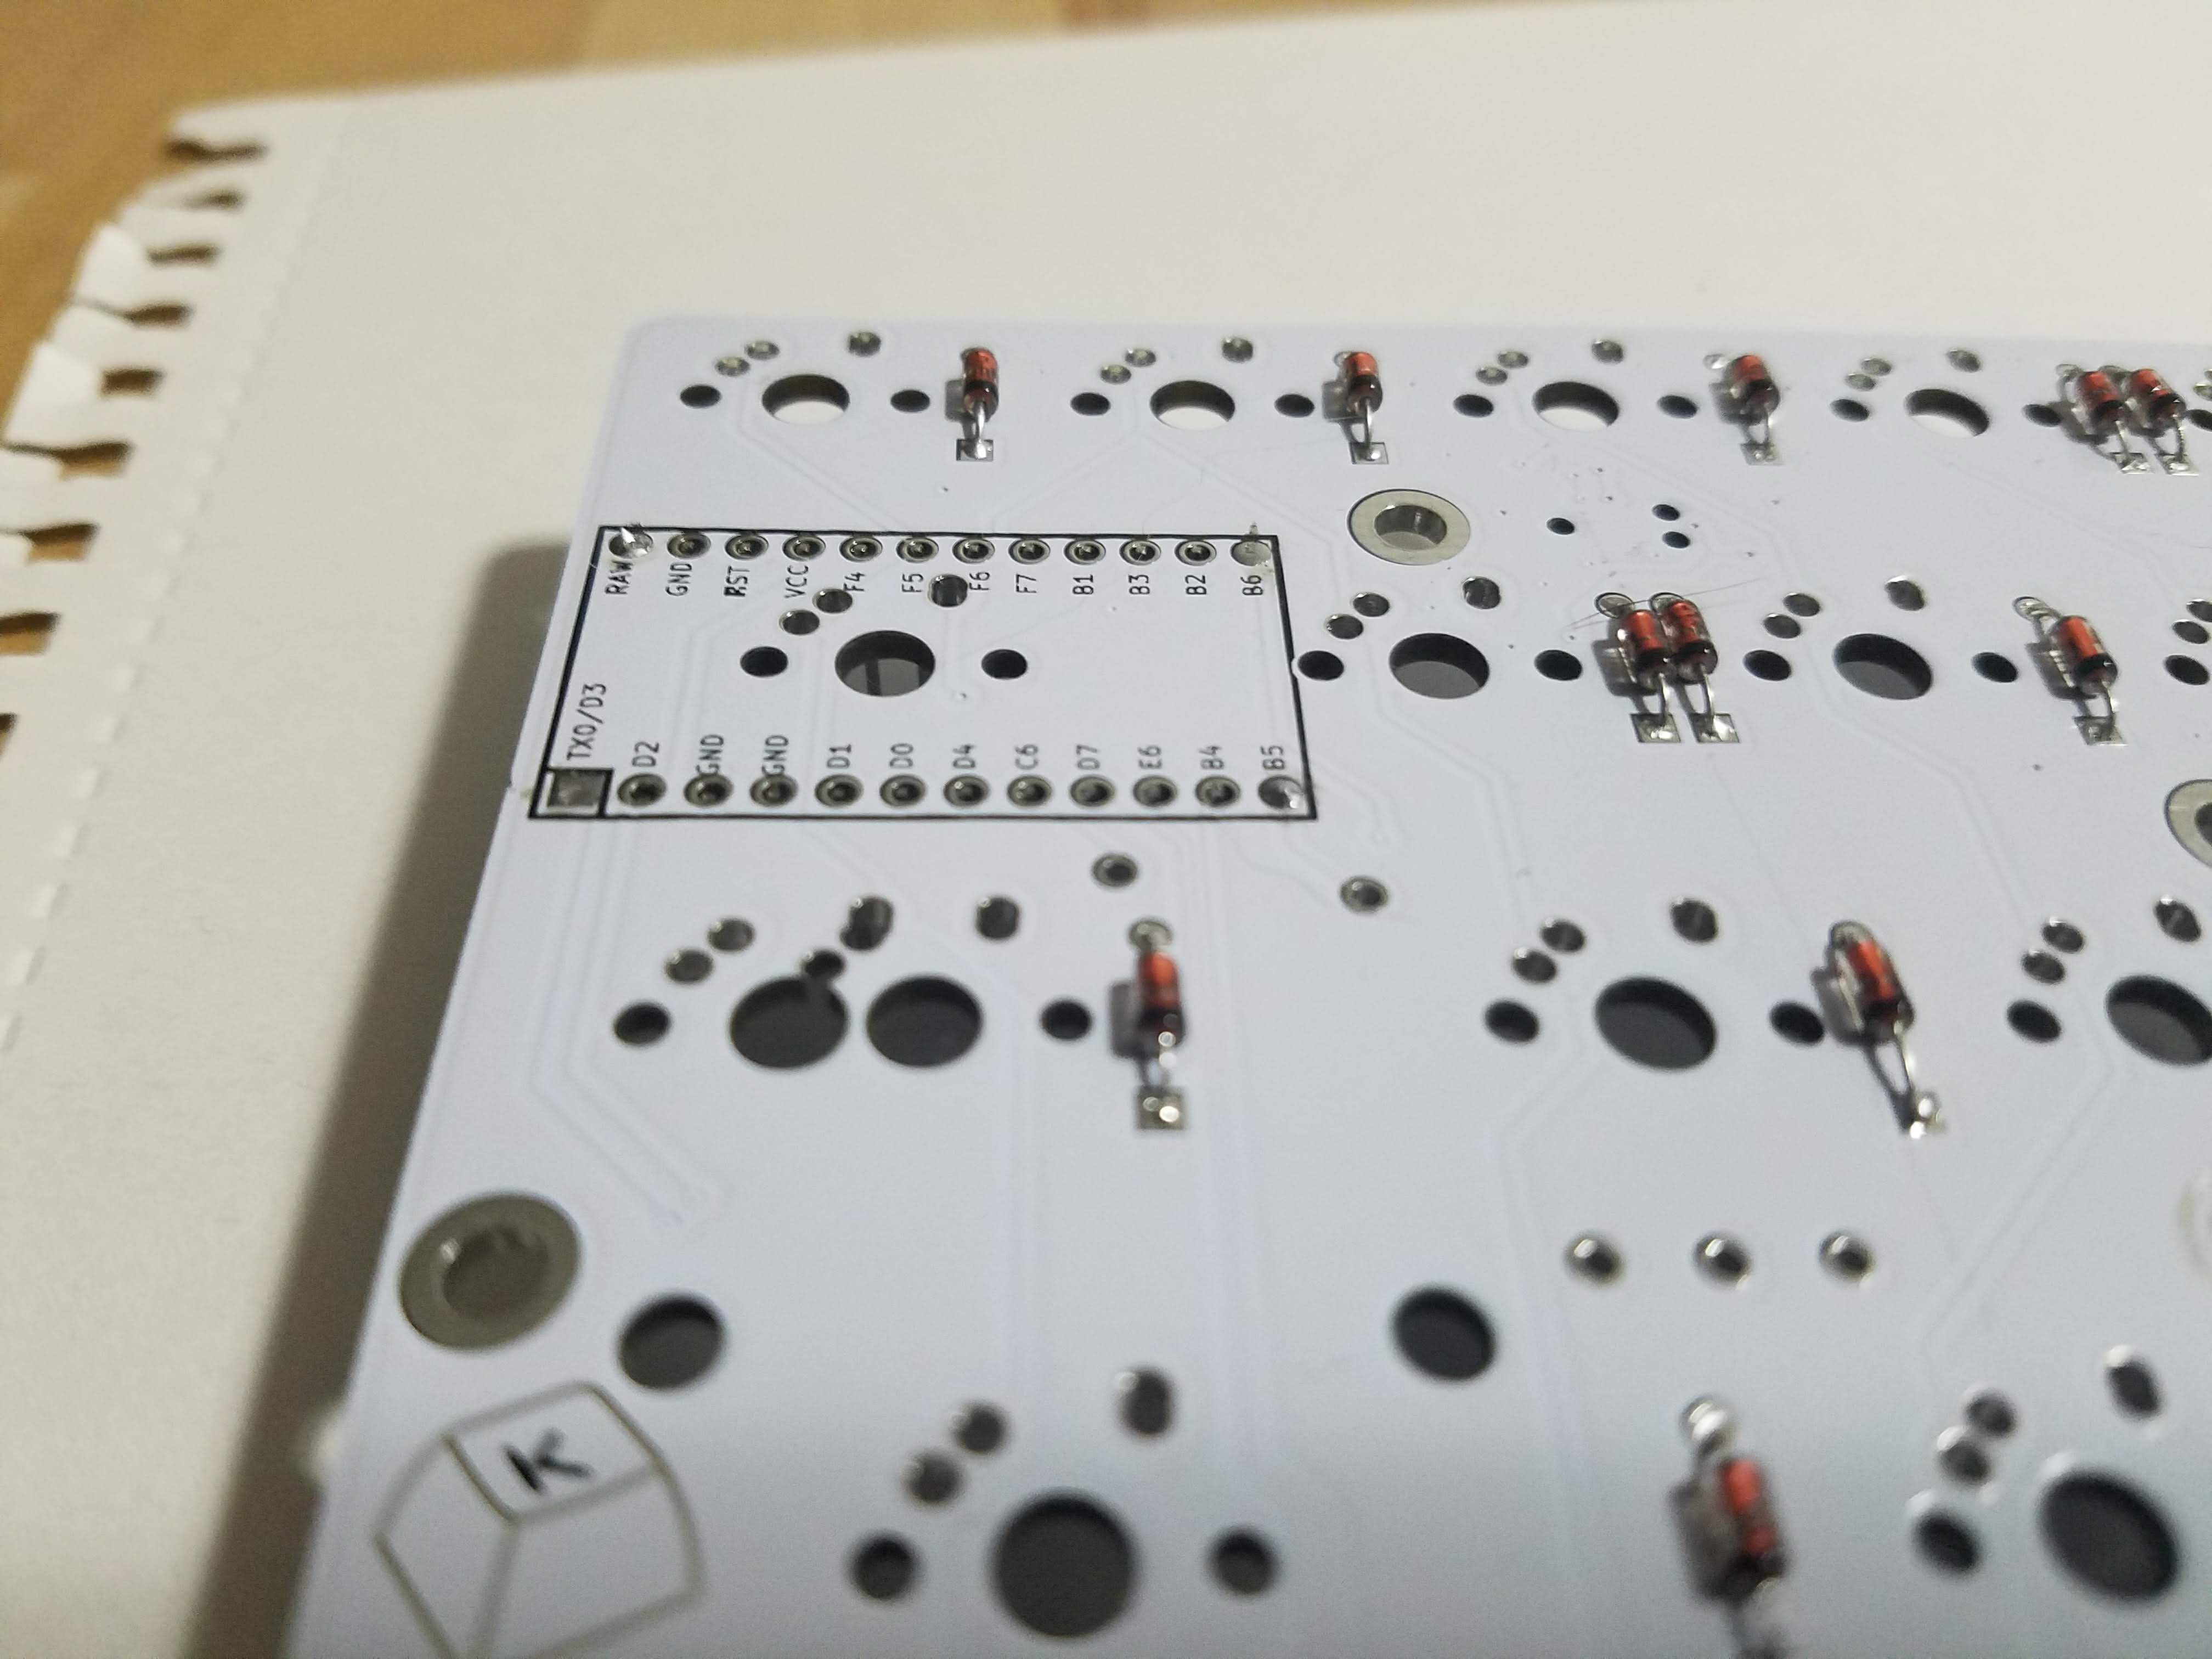 RAW GND RST VCC F4 F5 F6 F7 B1 B3 B2 B6
TX0/D3 D2 GND GND D1 D0 D4 C6 D7 E6 B4 B5
K